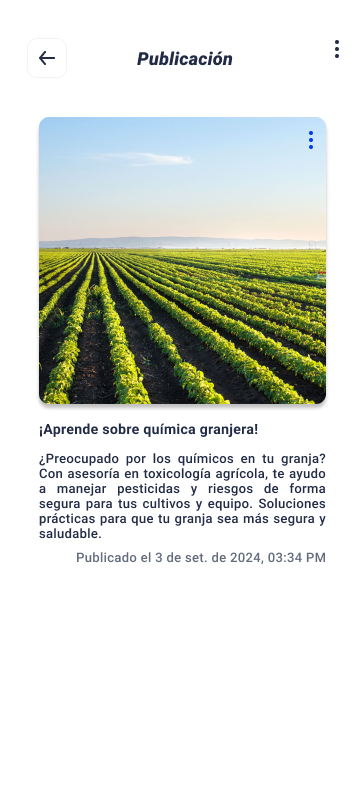 Publicación
¡Aprende sobre química granjera!
¿Preocupado por los químicos en tu granja?
Con asesoría en toxicología agrícola, te ayudo
a manejar pesticidas y riesgos de forma
segura para tus cultivos y equipo. Soluciones
prácticas para que tu granja sea más segura y
saludable.
Publicado el 3 de set. de 2024, 03:34 PM